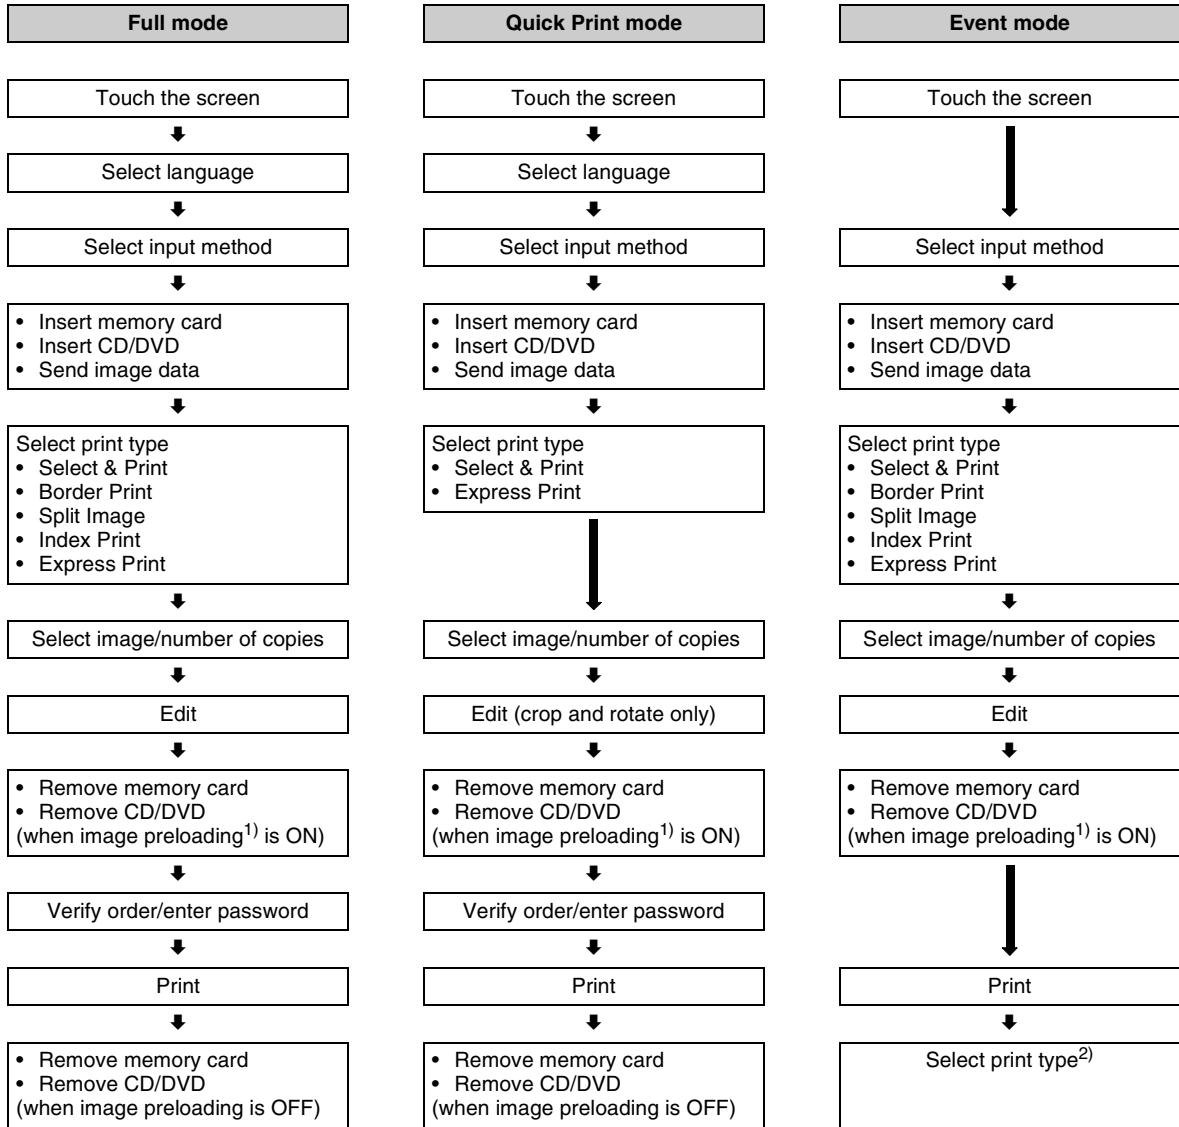 Full mode
Touch the screen
Select language
Select input method
• Insert memory card
• Insert CD/DVD
• Send image data
Select print type
• Select & Print
• Border Print
• Split Image
• Index Print
• Express Print
Select image/number of copies
Edit
• Remove memory card
• Remove CD/DVD
(when image preloading1) is ON)
Verify order/enter password
Print
• Remove memory card
• Remove CD/DVD
(when image preloading is OFF)
Quick Print mode
Touch the screen
Select language
Select input method
• Insert memory card
• Insert CD/DVD
• Send image data
Select print type
• Select & Print
• Express Print
Select image/number of copies
Edit (crop and rotate only)
• Remove memory card
• Remove CD/DVD
(when image preloading1) is ON)
Verify order/enter password
Print
• Remove memory card
• Remove CD/DVD
(when image preloading is OFF)
Event mode
Touch the screen
Select input method
• Insert memory card
• Insert CD/DVD
• Send image data
Select print type
• Select & Print
• Border Print
• Split Image
• Index Print
• Express Print
Select image/number of copies
Edit
• Remove memory card
• Remove CD/DVD
(when image preloading1) is ON)
Print
Select print type2)